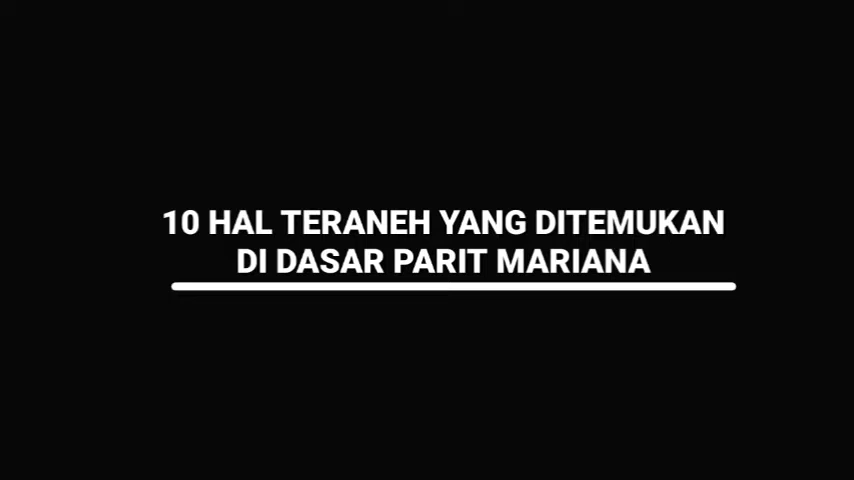 10 HAL TERANEH YANG DITEMUKAN
DI DASAR PARIT MARIANA